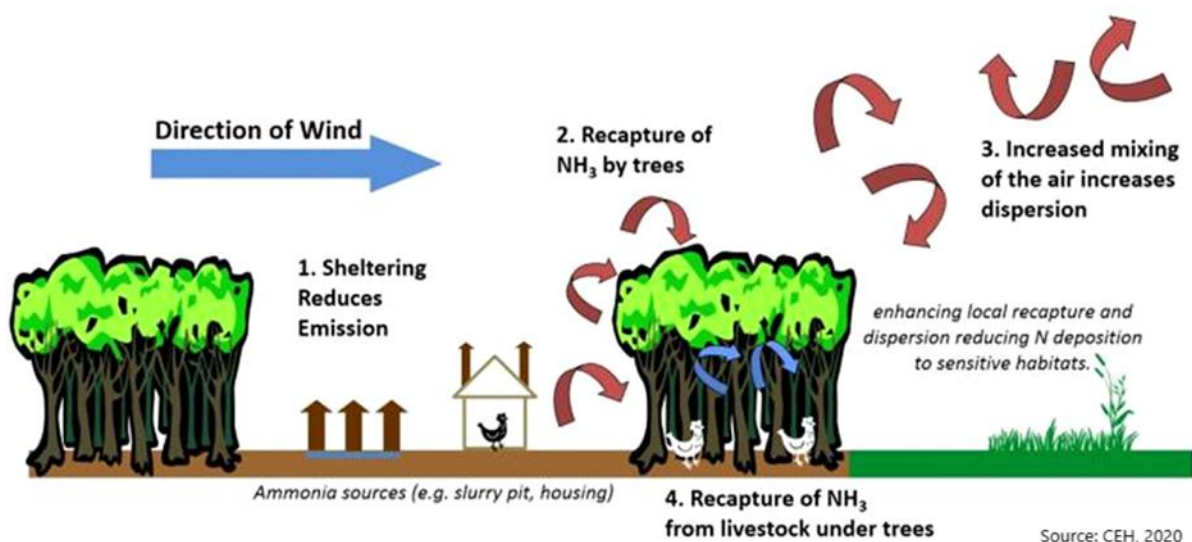 Direction of Wind
1. Sheltering
Reduces
Emission
2. Recapture of
NH₃ by trees
3. Increased mixing
of the air increases
dispersion
enhancing local recapture and
dispersion reducing N deposition
to sensitive habitats.
Ammonia sources (e.g. slurry pit, housing)
4. Recapture of NH₃
from livestock under trees
Source: CEH, 2020